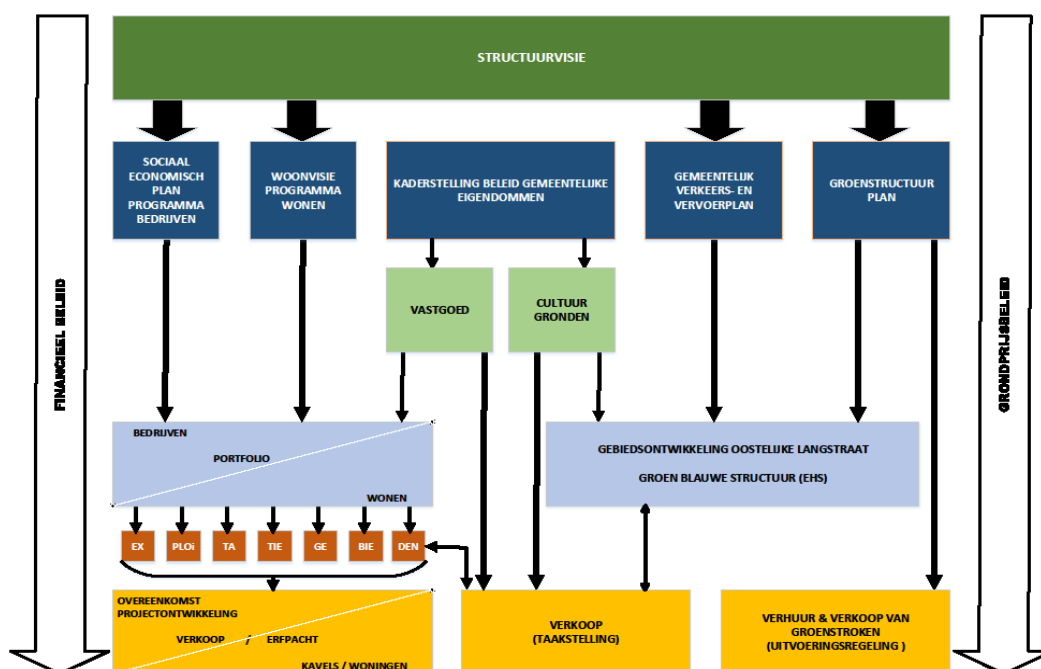 STRUCTUURVISIE
SOCIAAL
ECONOMISCH
PLAN
PROGRAMMA
BEDRIJVEN
WOONVISIE
PROGRAMMA
WONEN
KADERSTELLING BELEID GEMEENTELIJKE
EIGENDOMMEN
GEMEENTELIJK
VERKEERS- EN
VERVOERPLAN
GROENSTRUCTUUR
PLAN
FINANCIEEL BELEID
GRONDPRIJSBELEID
VASTGOED
CULTUUR
GRONDEN
BEDRIJVEN
PORTFOLIO
WONEN
GEBIEDSONTWIKKELING OOSTELIJKE LANGSTRAAT
GROEN BLAUWE STRUCTUUR (EHS)
EX
PLOi
TA
TIE
GE
BIE
DEN
OVEREENKOMST
PROJECTONTWIKKELING
VERKOOP / ERFPACHT
KAVELS / WONINGEN
VERKOOP
(TAAKSTELLING)
VERHUUR & VERKOOP VAN
GROENSTROKEN
(UITVOERINGSREGELING )